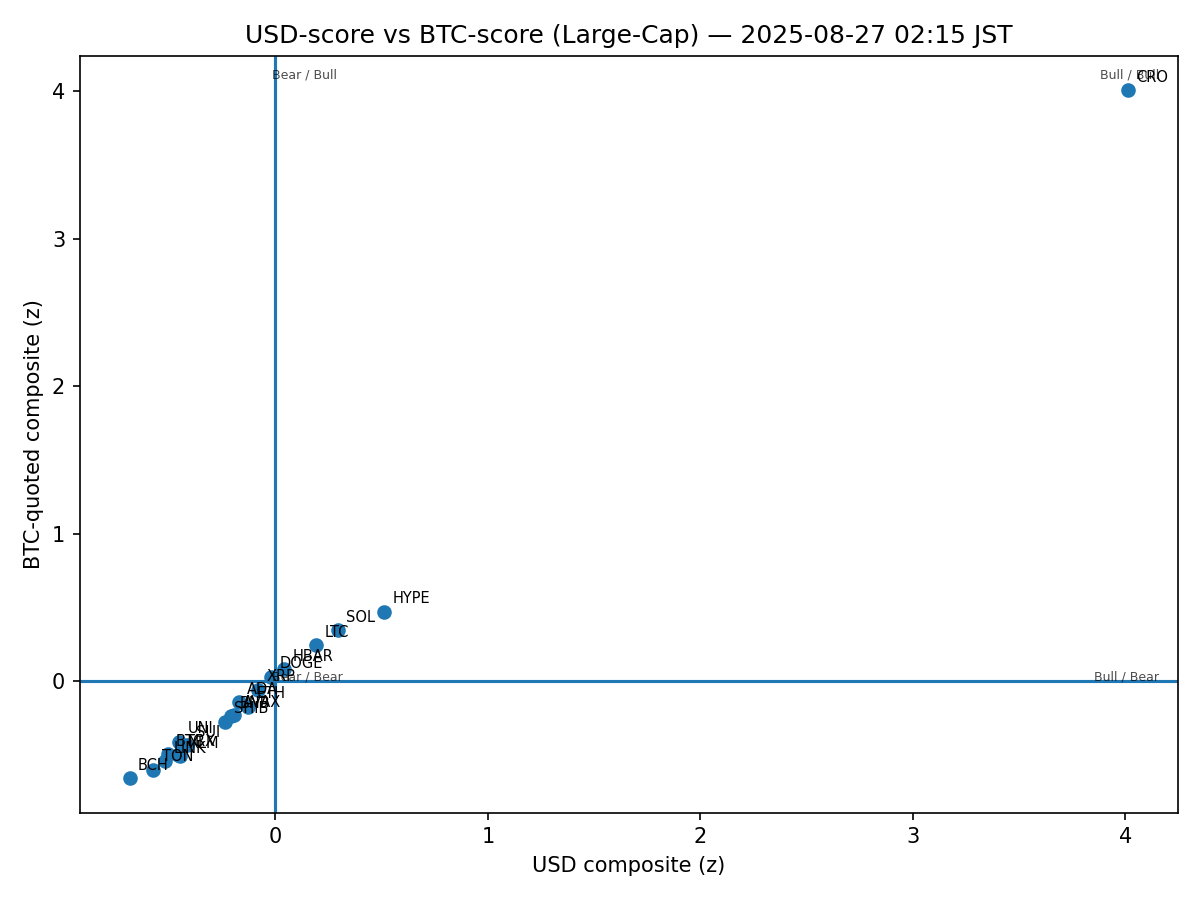 USD-score vs BTC-score (Large-Cap) — 2025-08-27 02:15 JST
Bear / Bull
Bull / Bull
CRO
4
3
2
1
0
BTC-quoted composite (z)
HYPE
SOL
LTC
HBAR
DOGE
XRP
Bear / Bear
Bull / Bear
ADA
ETH
AVAX
SHIB
UNI
SUI
XLM
LINK
TON
BCH
0
1
2
3
4
USD composite (z)